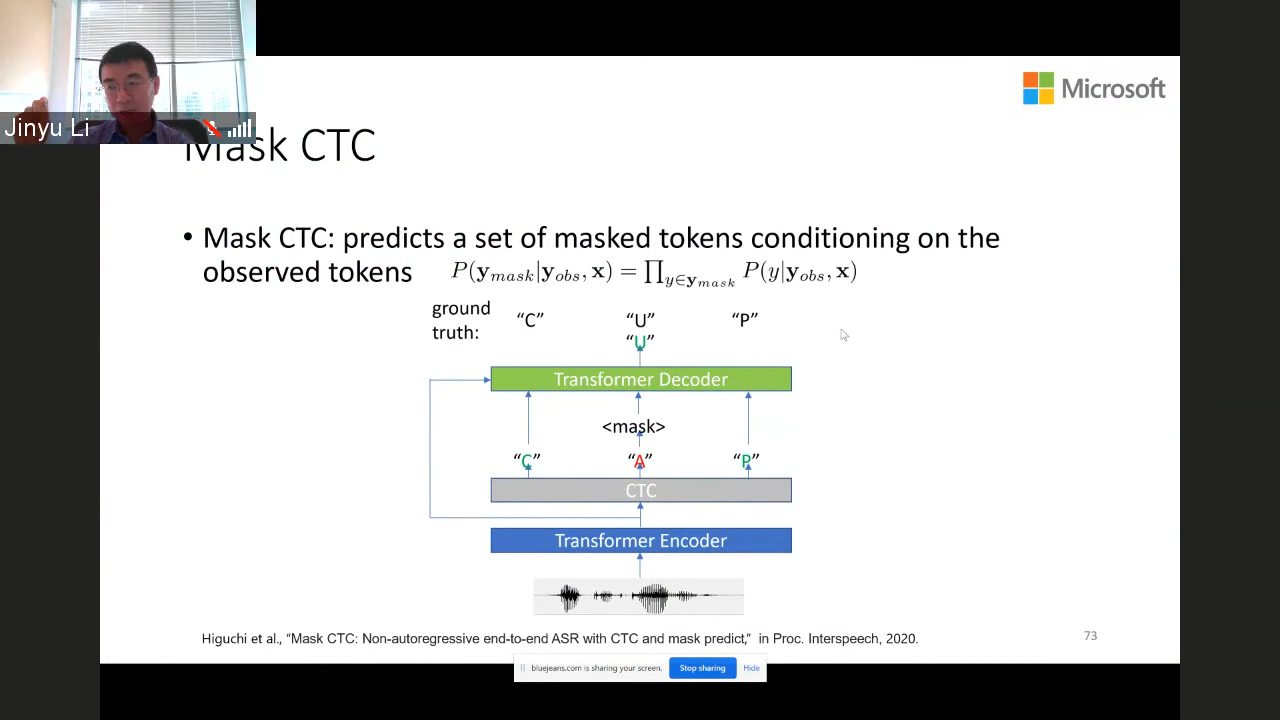 Jinyu Li
Microsoft
Mask CTC
• Mask CTC: predicts a set of masked tokens conditioning on the
observed tokens P(y_mask|y_obs, x) = ∏_{y∈y_mask} P(y|y_obs, x)
ground
truth:
“C” “U” “P”
“U”
Transformer Decoder
<mask>
“C” “A” “P”
CTC
Transformer Encoder
Higuchi et al., “Mask CTC: Non-autoregressive end-to-end ASR with CTC and mask predict,” in Proc. Interspeech, 2020.
73
bluejeans.com is sharing your screen. Stop sharing Hide